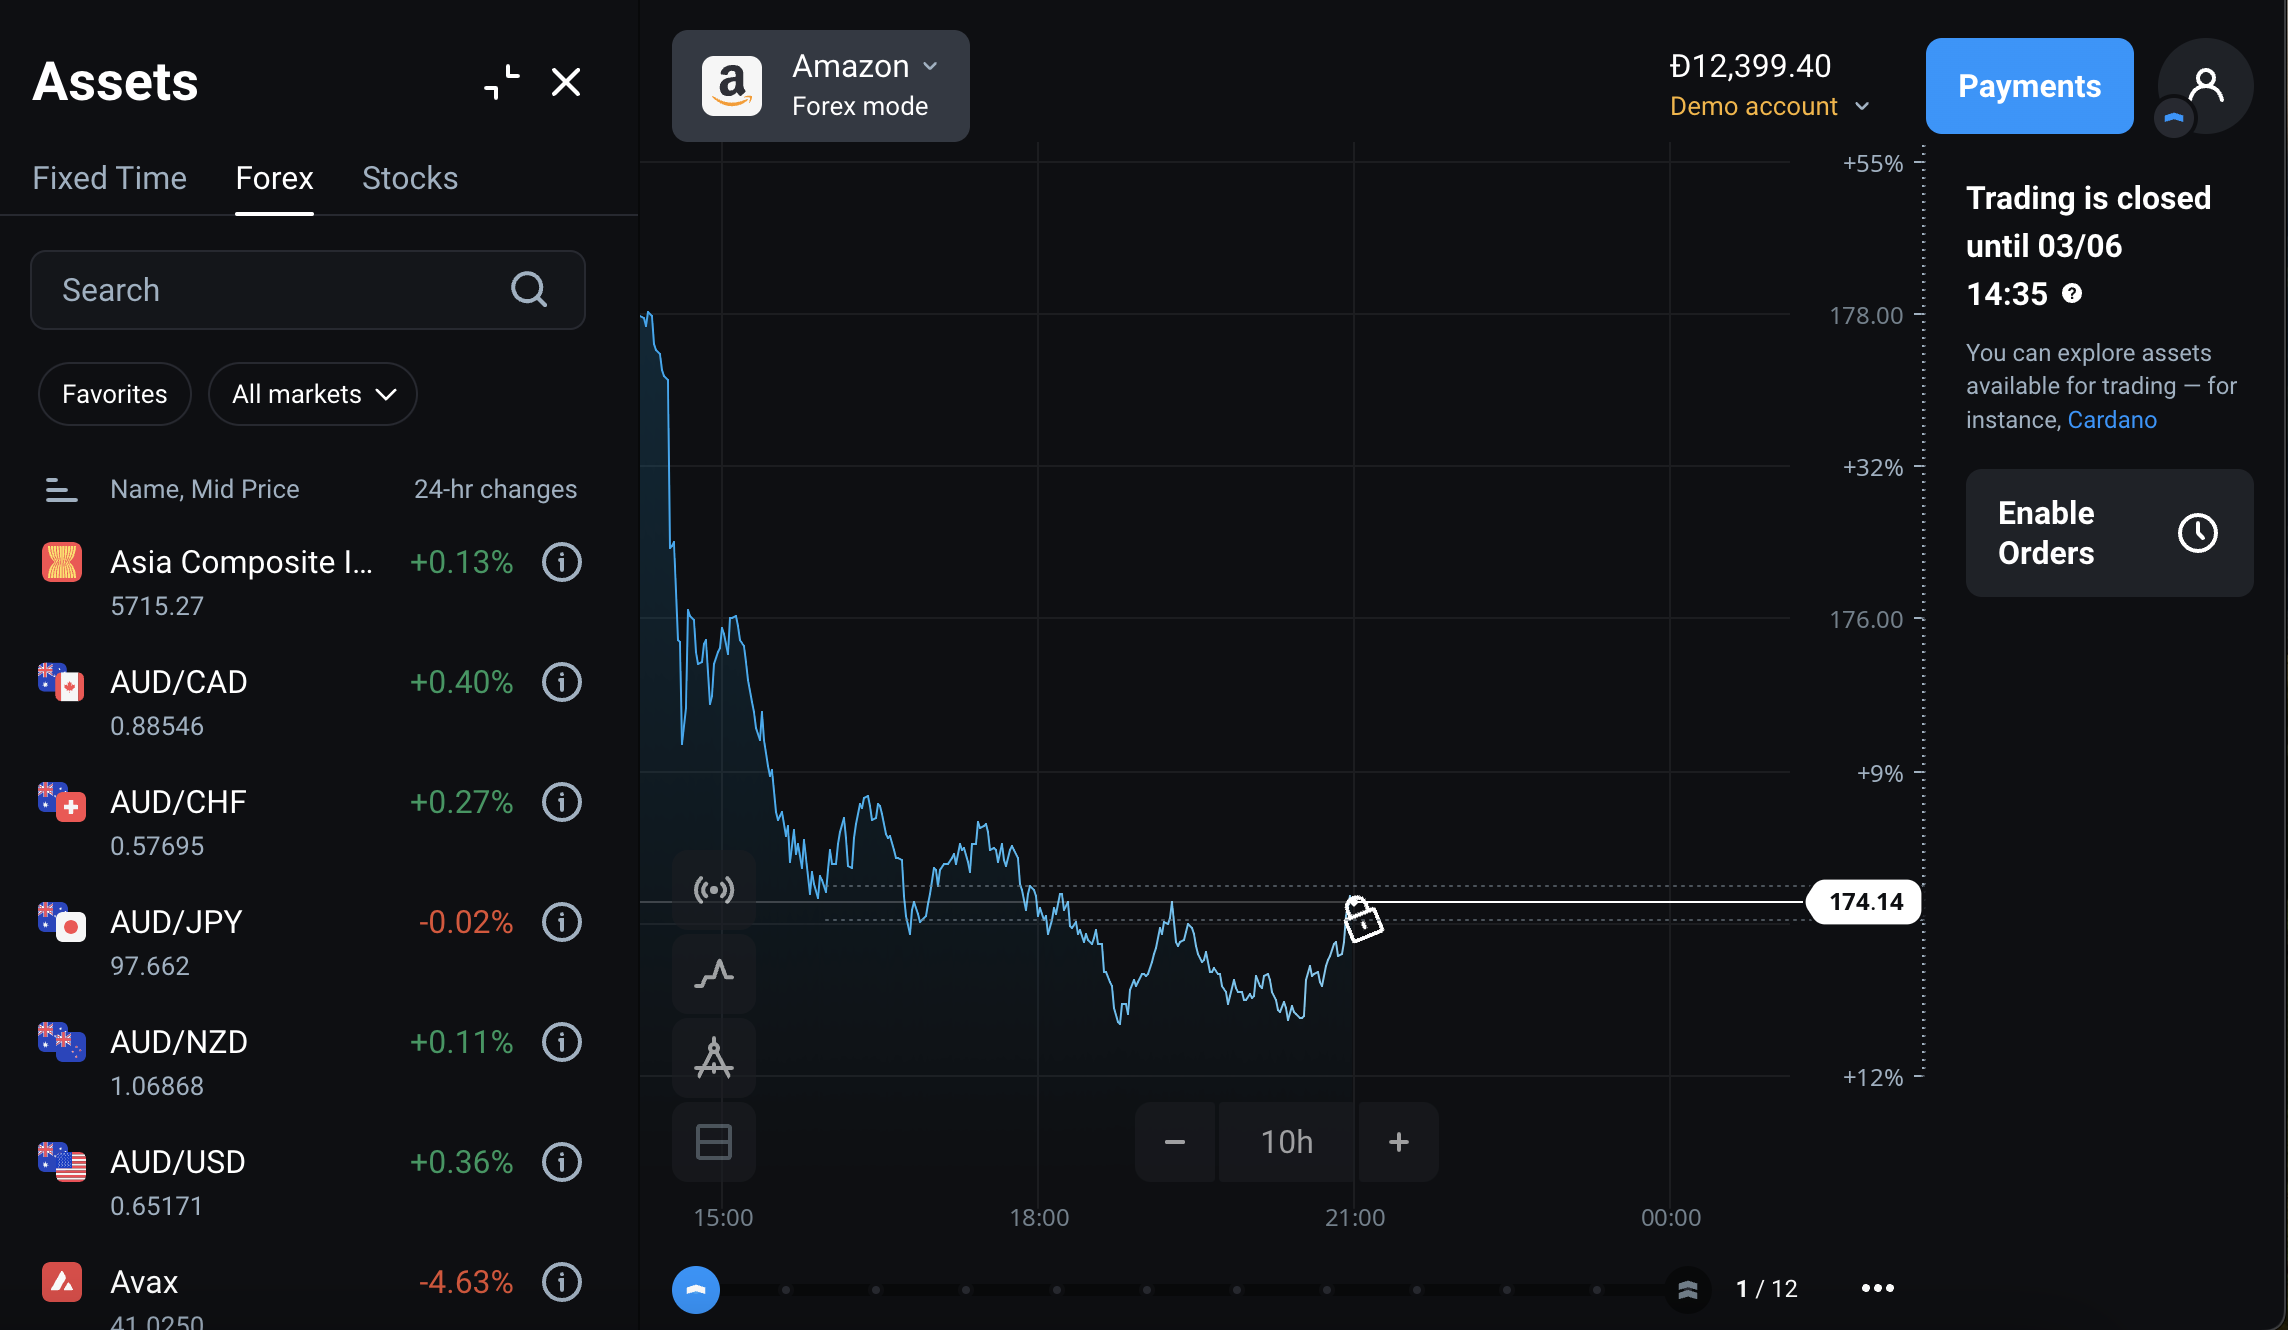 Assets
Fixed Time
Forex
Stocks
Search
Favorites
All markets
Name, Mid Price
24-hr changes
Asia Composite I...
+0.13%
5715.27
AUD/CAD
+0.40%
0.88546
AUD/CHF
+0.27%
0.57695
AUD/JPY
-0.02%
97.662
AUD/NZD
+0.11%
1.06868
AUD/USD
+0.36%
0.65171
Avax
-4.63%
41.0250
a
Amazon
Forex mode
Đ12,399.40
Demo account
Payments
+55%
178.00
+32%
176.00
+9%
174.14
+12%
10h
15:00
18:00
21:00
00:00
1 / 12
Trading is closed
until 03/06
14:35
You can explore assets
available for trading — for
instance, Cardano
Enable
Orders